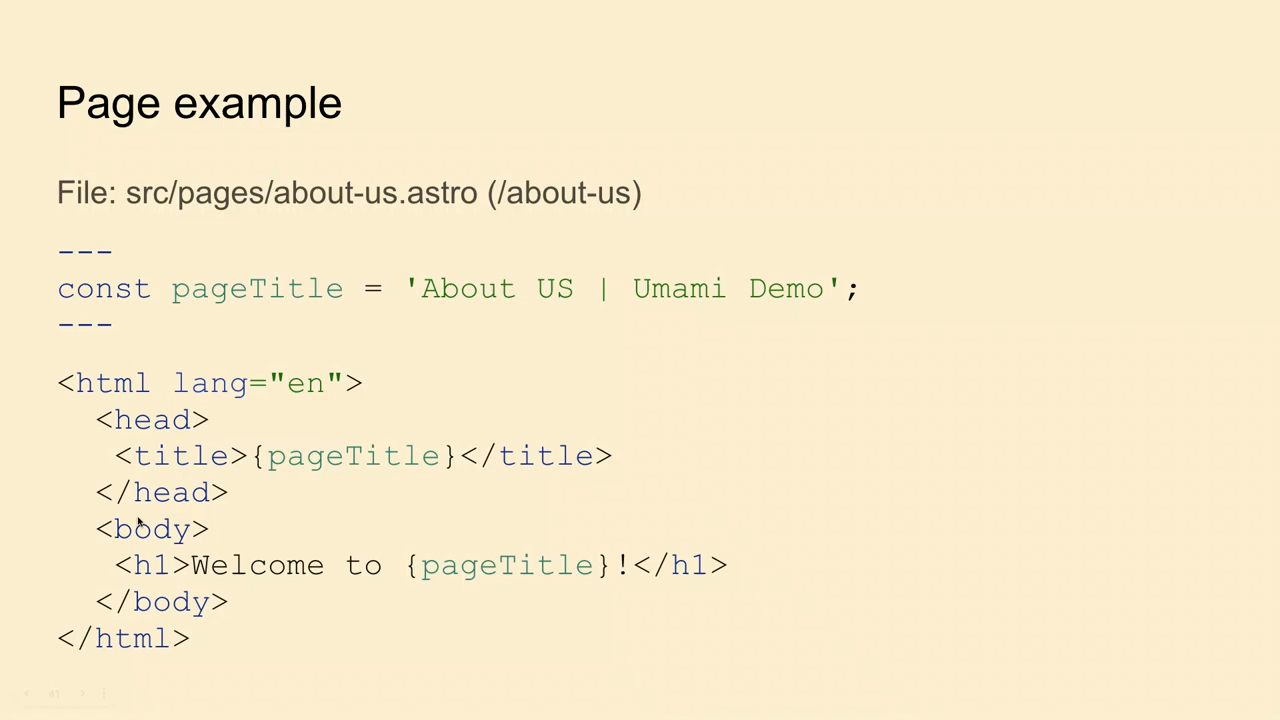 Page example
File: src/pages/about-us.astro (/about-us)
---
const pageTitle = 'About US | Umami Demo';
---
<html lang="en">
  <head>
   <title>{pageTitle}</title>
  </head>
  <body>
   <h1>Welcome to {pageTitle}!</h1>
  </body>
</html>